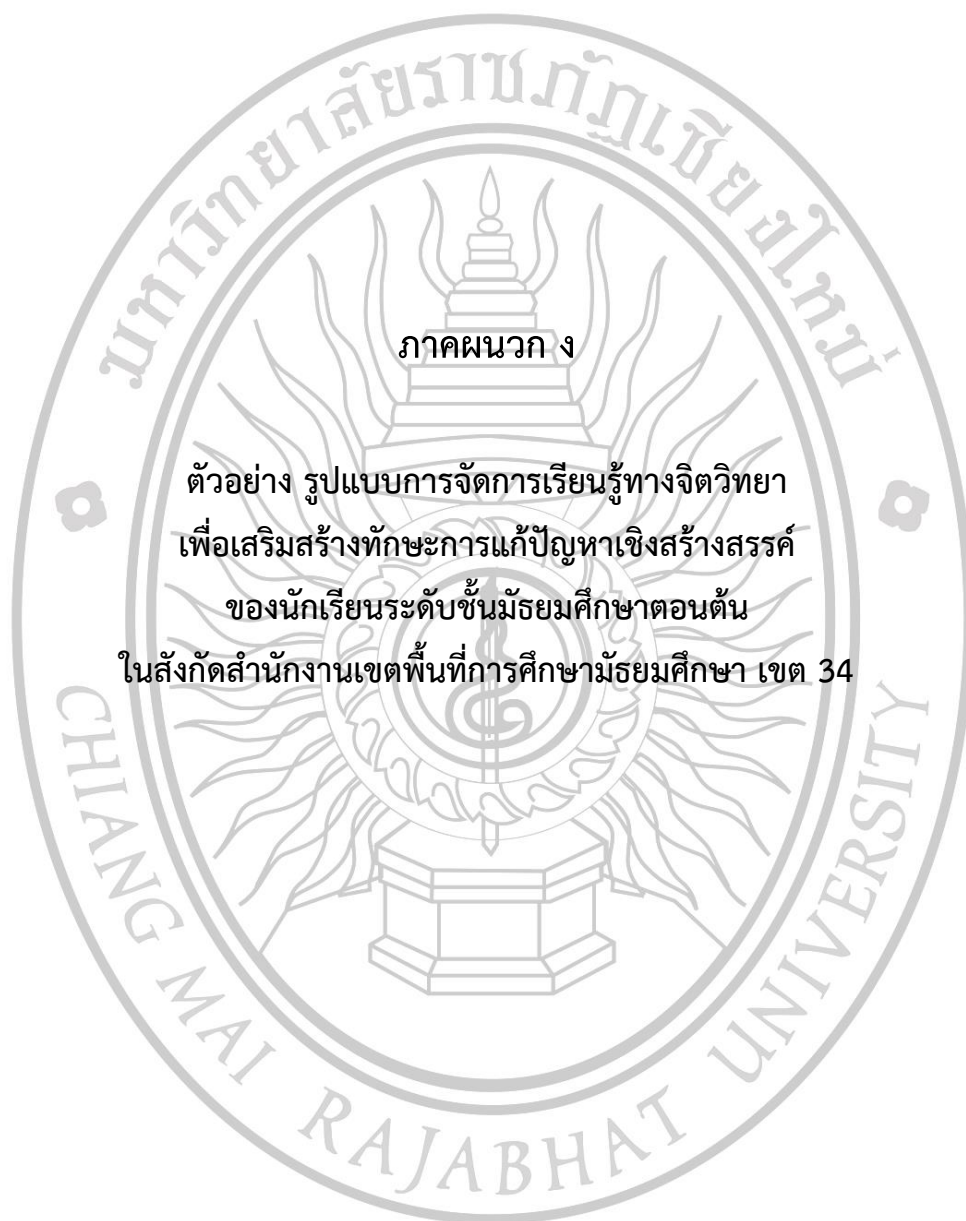 มหาวิทยาลัยราชภัฏเชียงใหม่
ภาคผนวก ง
ตัวอย่าง รูปแบบการจัดการเรียนรู้ทางจิตวิทยา
เพื่อเสริมสร้างทักษะการแก้ปัญหาเชิงสร้างสรรค์
ของนักเรียนระดับชั้นมัธยมศึกษาตอนต้น
ในสังกัดสำนักงานเขตพื้นที่การศึกษามัธยมศึกษา เขต 34
CHIANG MAI RAJABHAT UNIVERSITY